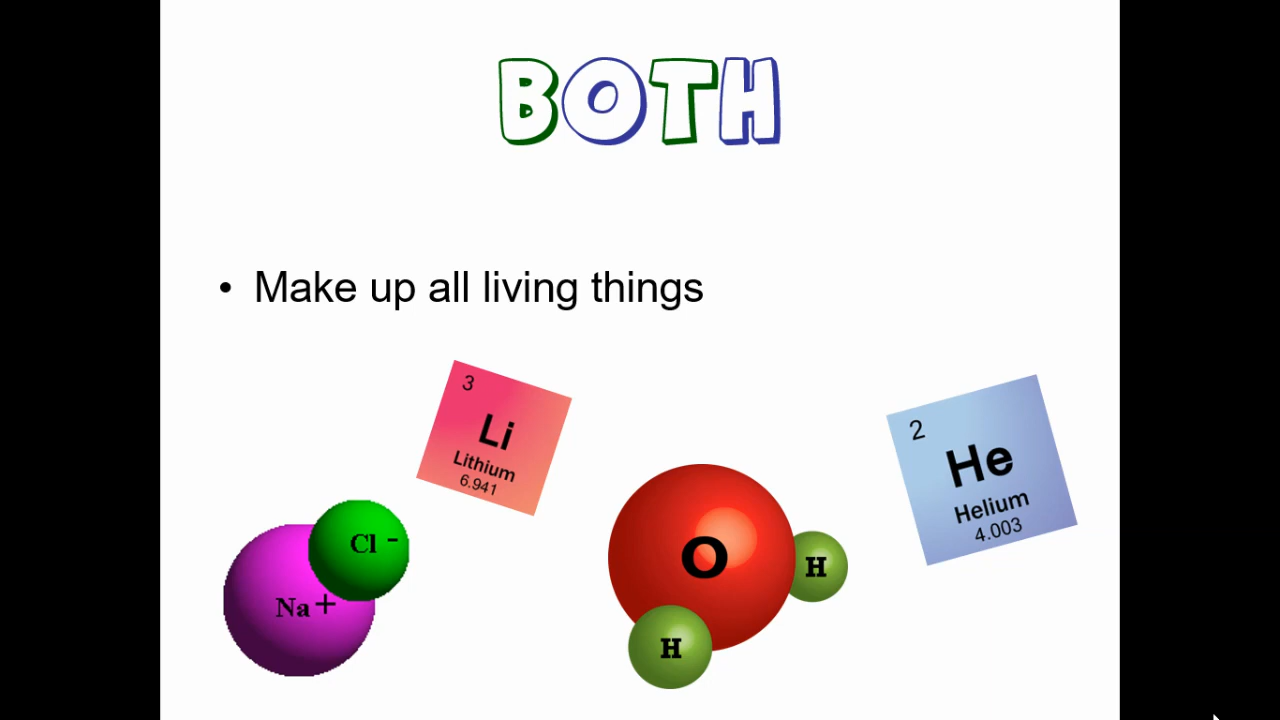 BOTH
• Make up all living things
3
Li
Lithium
6.941
2
He
Helium
4.003
Cl -
Na +
O
H
H